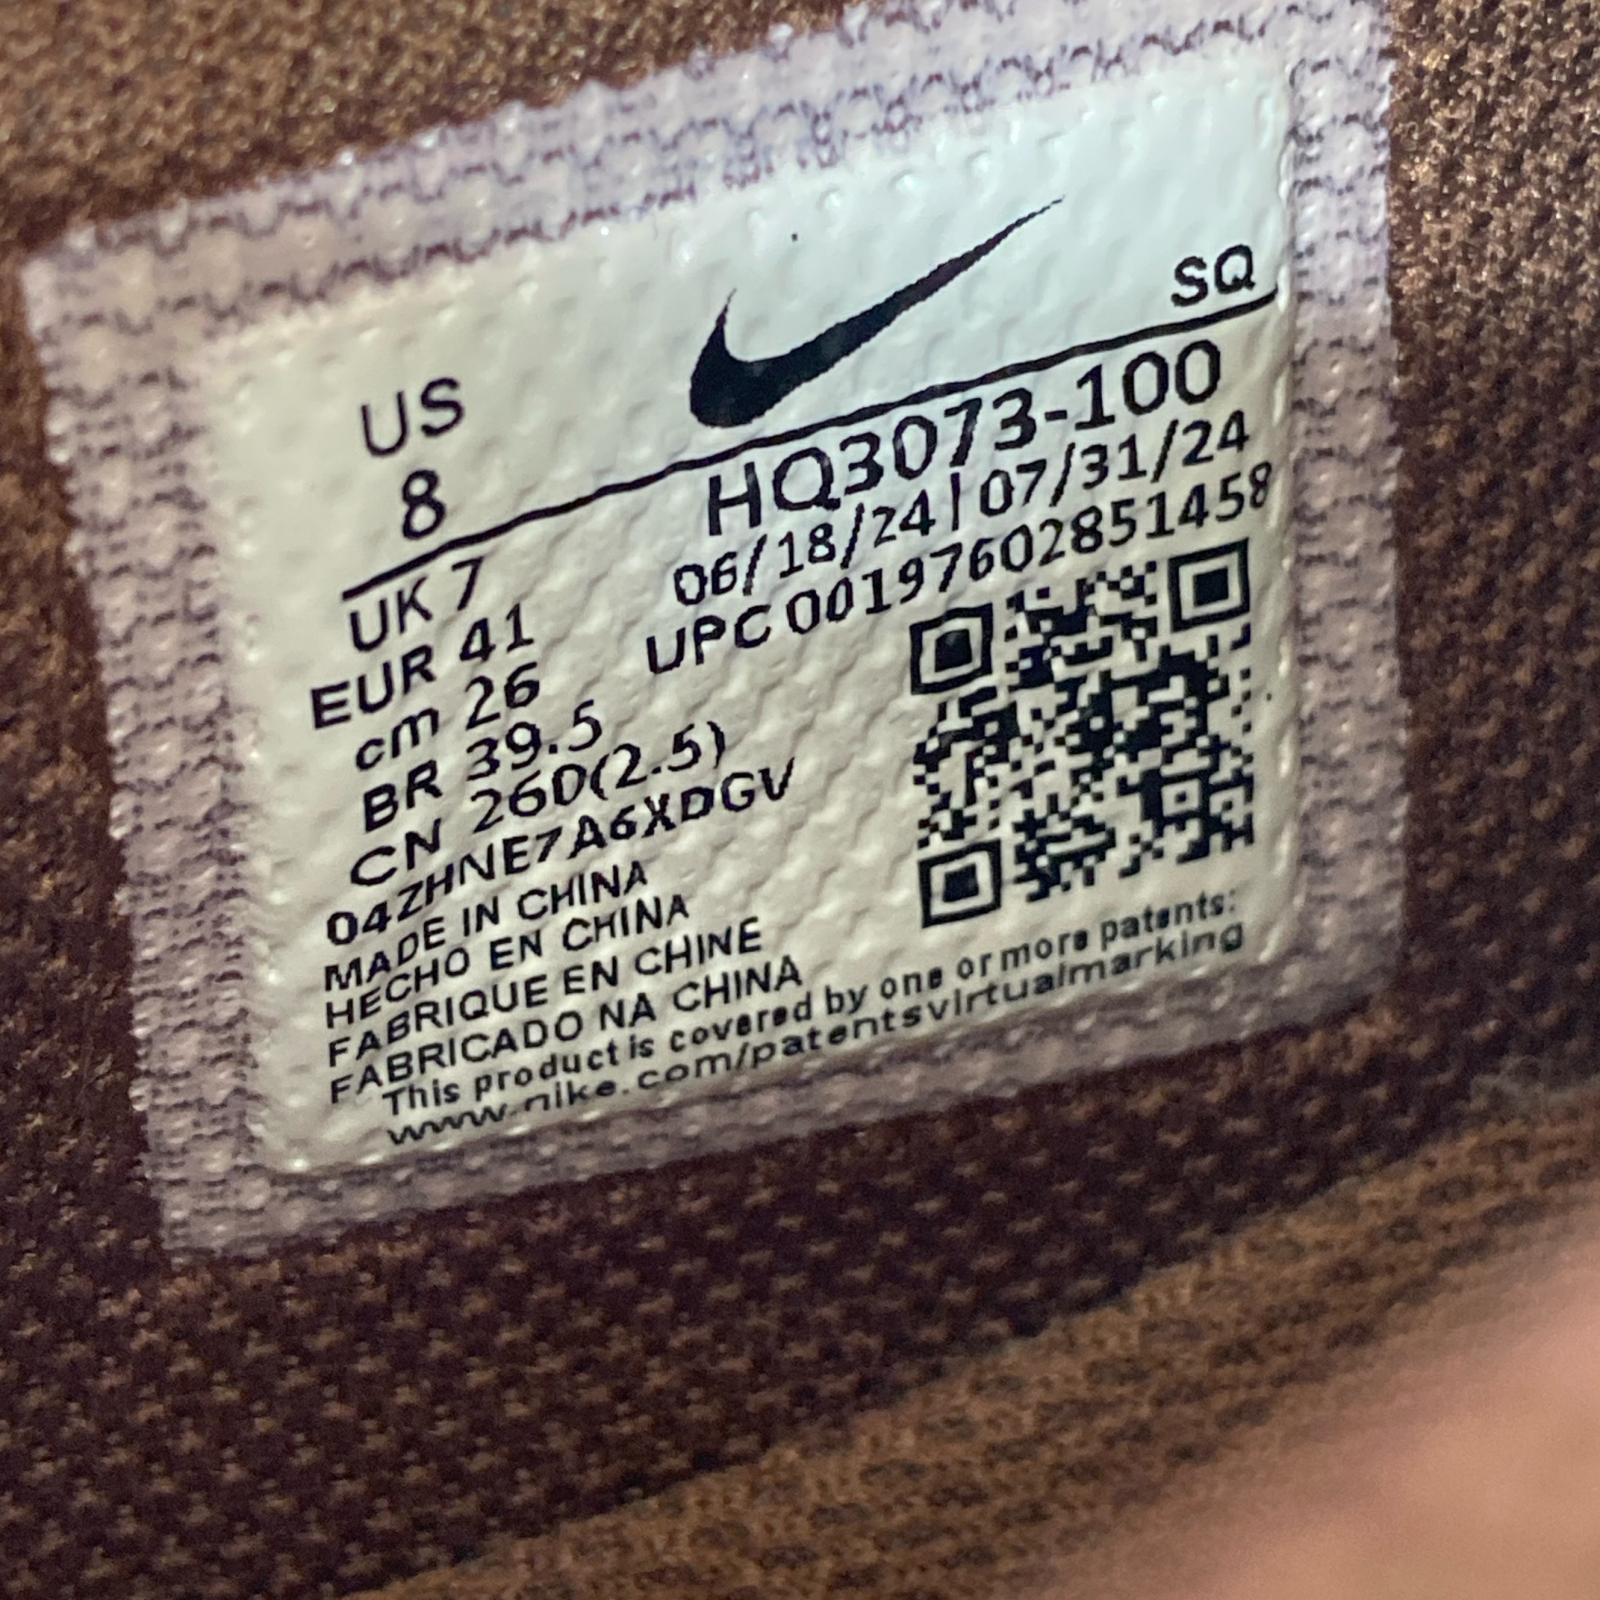 US
8
SQ
UK 7
EUR 41
cm 26
BR 39.5
CN 260(2.5)
HQ3073-100
06/18/24 | 07/31/24
UPC 00197602851458
04ZHNE7A6XDGV
MADE IN CHINA
HECHO EN CHINA
FABRIQUE EN CHINE
FABRICADO NA CHINA
This product is covered by one or more patents:
www.nike.com/patentsvirtualmarking